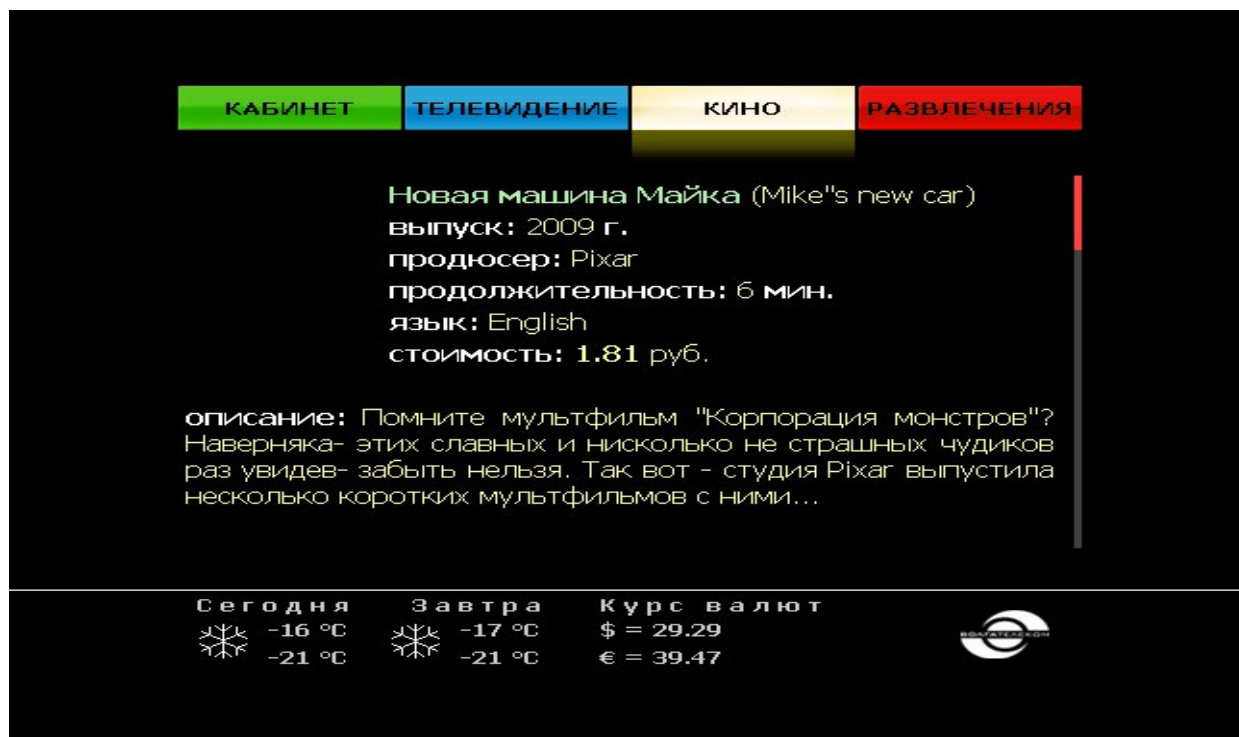 КАБИНЕТ ТЕЛЕВИДЕНИЕ КИНО РАЗВЛЕЧЕНИЯ
Новая машина Майка (Mike"s new car)
выпуск: 2009 г.
продюсер: Pixar
продолжительность: 6 мин.
язык: English
стоимость: 1.81 руб.
описание: Помните мультфильм "Корпорация монстров"?
Наверняка- этих славных и нисколько не страшных чудиков
раз увидев- забыть нельзя. Так вот - студия Pixar выпустила
несколько коротких мультфильмов с ними...
Сегодня Завтра Курс валют
-16 °C -17 °C $ = 29.29
-21 °C -21 °C € = 39.47
ВОЛГАТЕЛЕКОМ